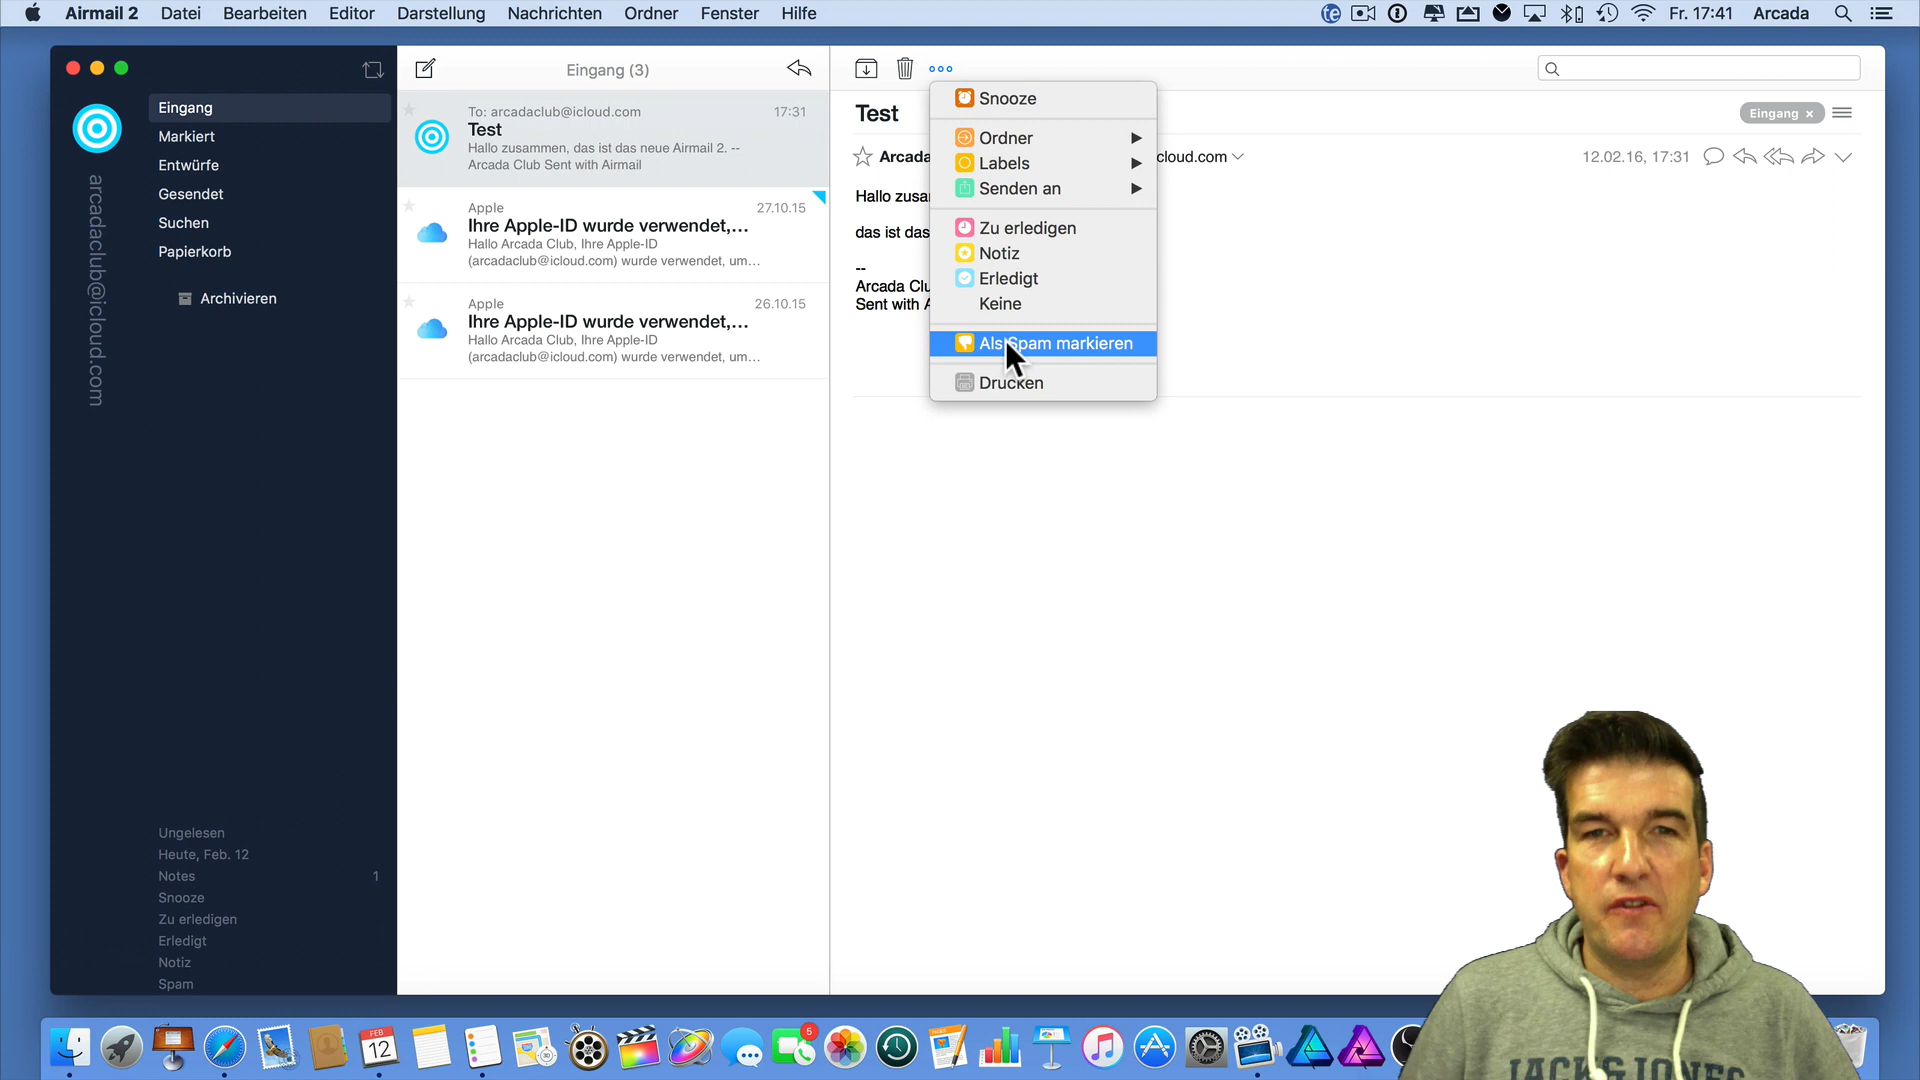 Airmail 2 Datei Bearbeiten Editor Darstellung Nachrichten Ordner Fenster Hilfe
te Fr. 17:41 Arcada
arcadaclub@icloud.com
Eingang
Markiert
Entwürfe
Gesendet
Suchen
Papierkorb
Archivieren
Ungelesen
Heute, Feb. 12
Notes 1
Snooze
Zu erledigen
Erledigt
Notiz
Spam
Eingang (3)
To: arcadaclub@icloud.com 17:31
Test
Hallo zusammen, das ist das neue Airmail 2. --
Arcada Club Sent with Airmail
Apple 27.10.15
Ihre Apple-ID wurde verwendet,...
Hallo Arcada Club, Ihre Apple-ID
(arcadaclub@icloud.com) wurde verwendet, um...
Apple 26.10.15
Ihre Apple-ID wurde verwendet,...
Hallo Arcada Club, Ihre Apple-ID
(arcadaclub@icloud.com) wurde verwendet, um...
Test
Eingang ×
Arcada cloud.com 12.02.16, 17:31
Hallo zusa
das ist das
--
Arcada Clu
Sent with A
Snooze
Ordner
Labels
Senden an
Zu erledigen
Notiz
Erledigt
Keine
Als Spam markieren
Drucken
FEB
12
5
JACK & JONES